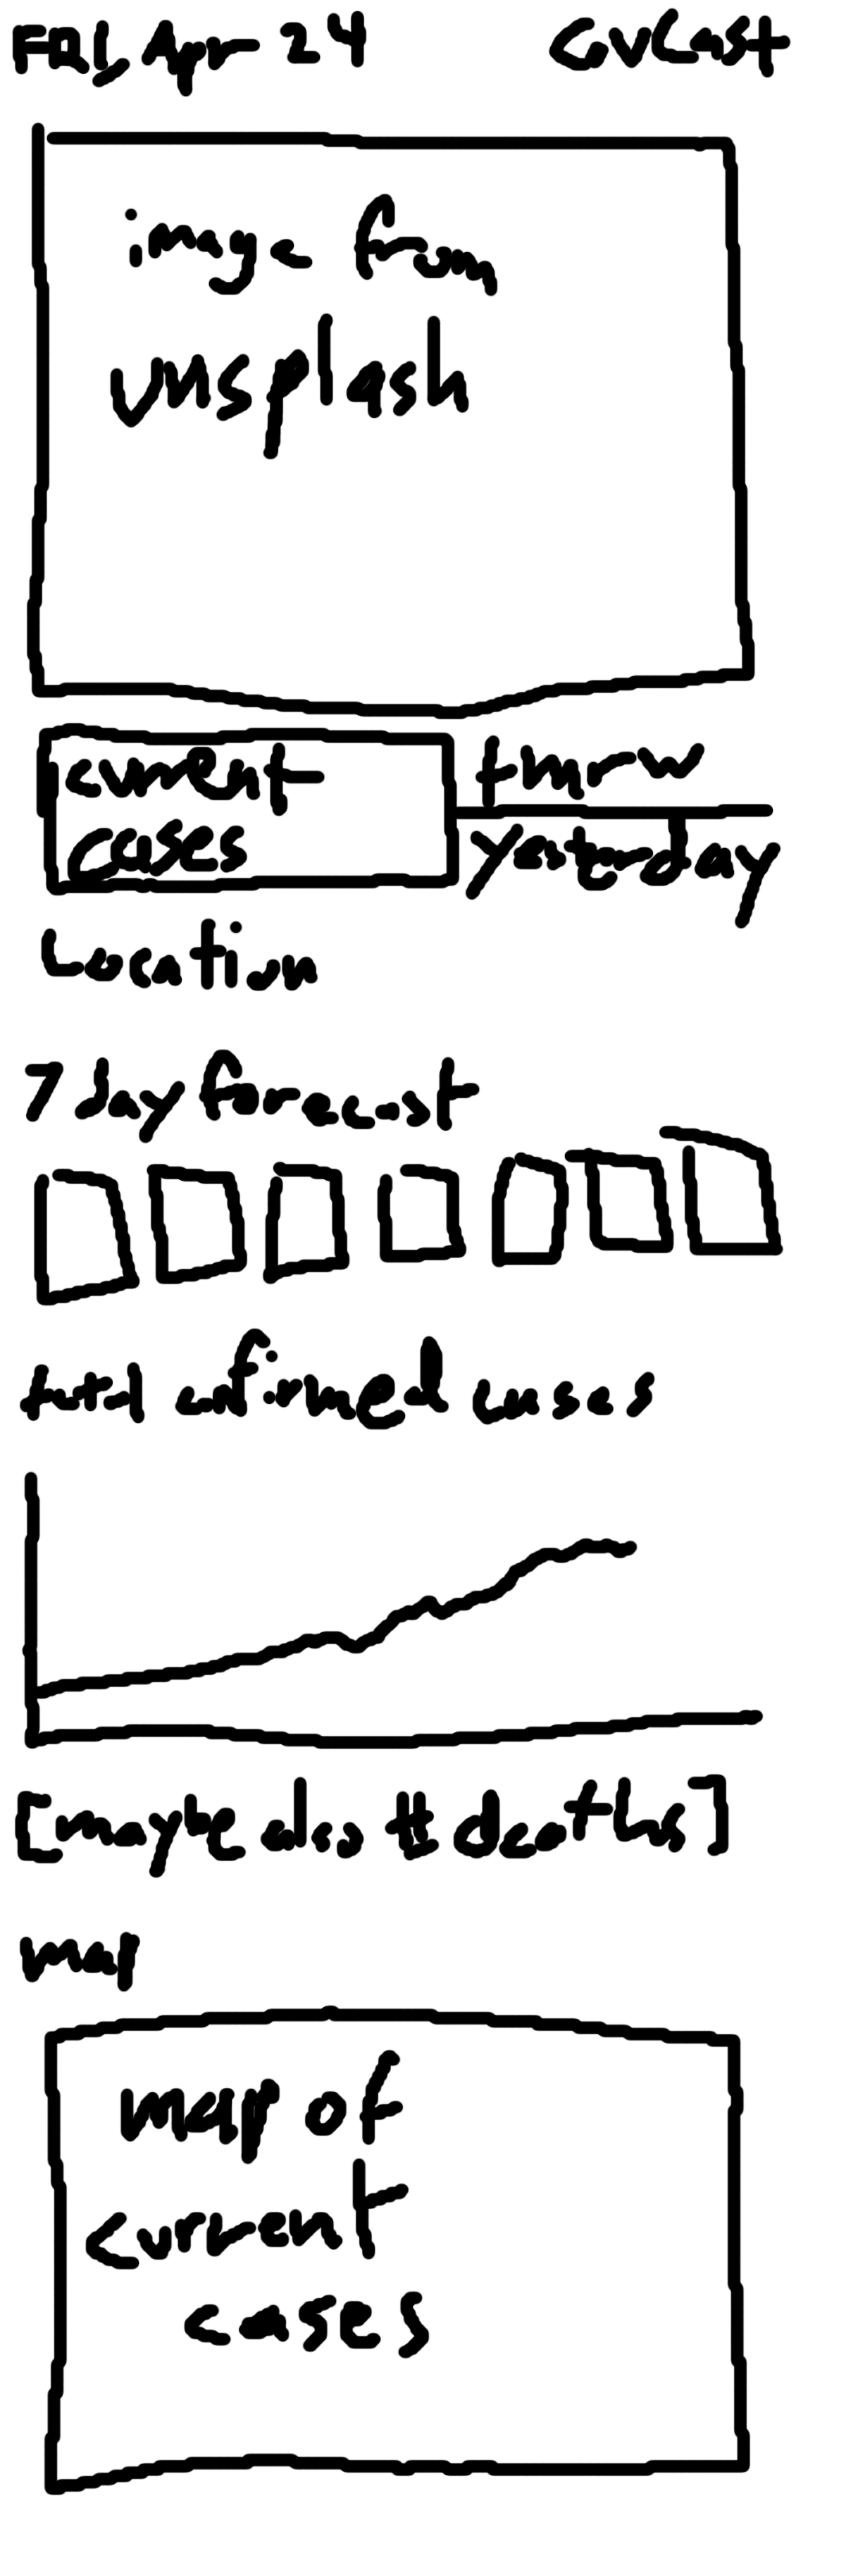 FRI, Apr 24 CvCast
image from
unsplash
current
cases
tmrw
yesterday
Location
7 day forecast
total confirmed cases
[maybe also # deaths]
map
map of
current
cases